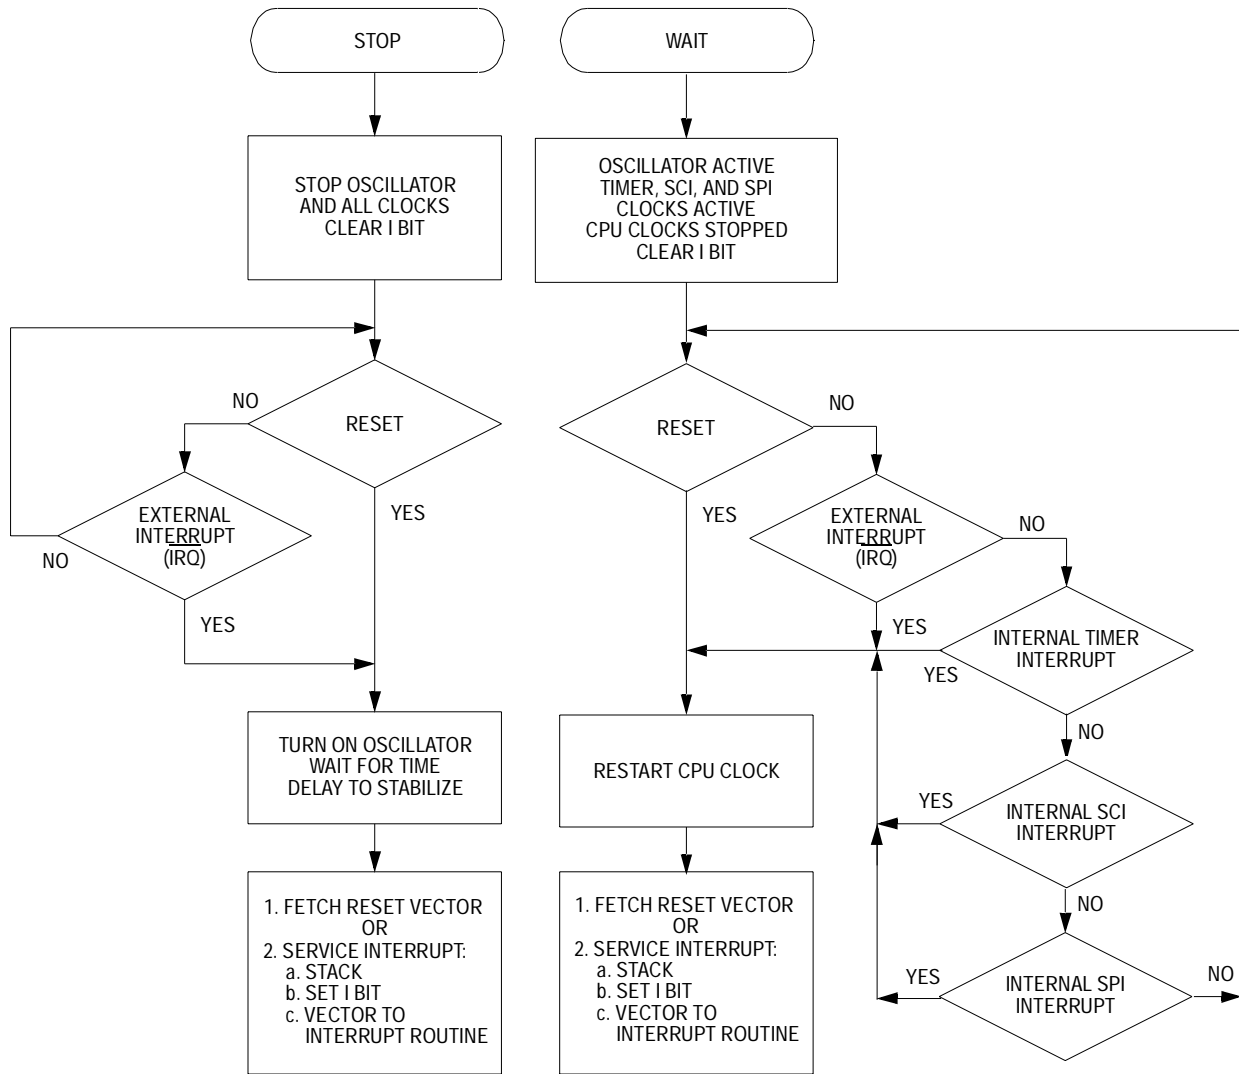 STOP
STOP OSCILLATOR
AND ALL CLOCKS
CLEAR I BIT
RESET
NO
YES
EXTERNAL
INTERRUPT
(IRQ)
NO
YES
TURN ON OSCILLATOR
WAIT FOR TIME
DELAY TO STABILIZE
1. FETCH RESET VECTOR
OR
2. SERVICE INTERRUPT:
a. STACK
b. SET I BIT
c. VECTOR TO
INTERRUPT ROUTINE
WAIT
OSCILLATOR ACTIVE
TIMER, SCI, AND SPI
CLOCKS ACTIVE
CPU CLOCKS STOPPED
CLEAR I BIT
RESET
NO
YES
EXTERNAL
INTERRUPT
(IRQ)
NO
YES
INTERNAL TIMER
INTERRUPT
YES
NO
INTERNAL SCI
INTERRUPT
YES
NO
INTERNAL SPI
INTERRUPT
YES
NO
RESTART CPU CLOCK
1. FETCH RESET VECTOR
OR
2. SERVICE INTERRUPT:
a. STACK
b. SET I BIT
c. VECTOR TO
INTERRUPT ROUTINE